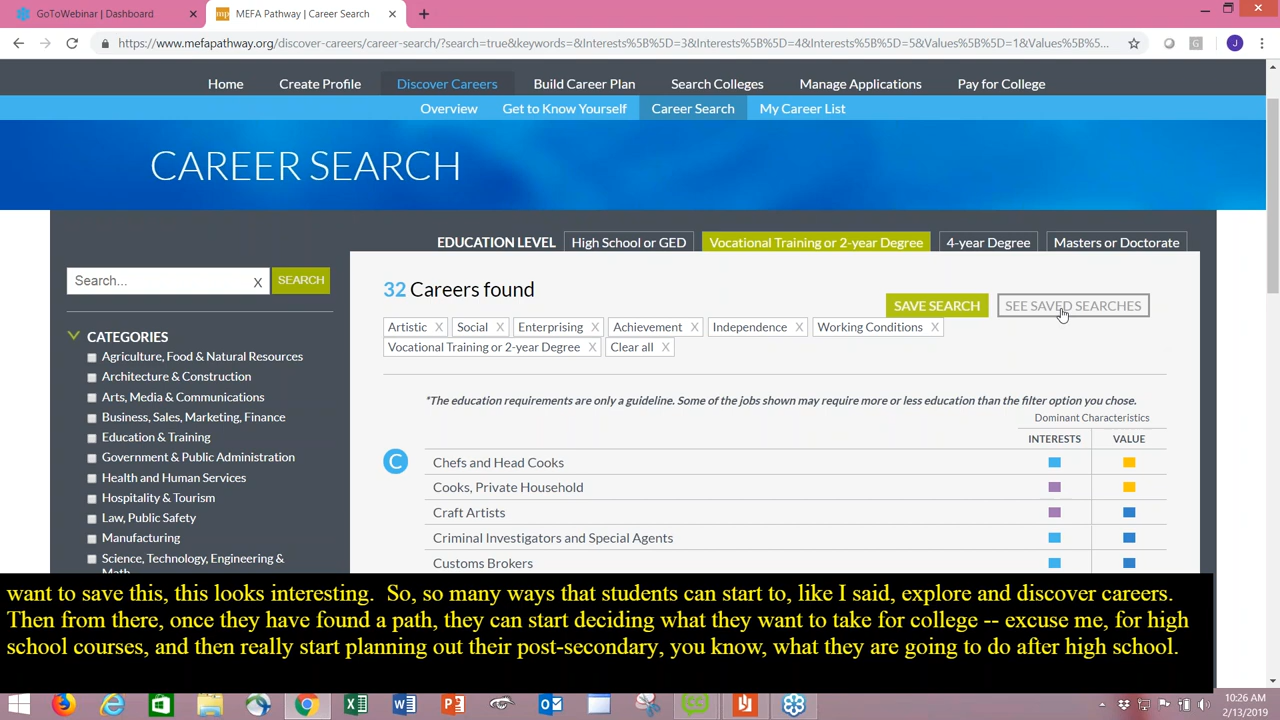 GoToWebinar | Dashboard
MEFA Pathway | Career Search
https://www.mefapathway.org/discover-careers/career-search/?search=true&keywords=&Interests%5B%5D=3&Interests%5B%5D=4&Interests%5B%5D=5&Values%5B%5D=1&Values%5B%5...
J
Home Create Profile Discover Careers Build Career Plan Search Colleges Manage Applications Pay for College
Overview Get to Know Yourself Career Search My Career List
CAREER SEARCH
EDUCATION LEVEL High School or GED Vocational Training or 2-year Degree 4-year Degree Masters or Doctorate
Search... X SEARCH
32 Careers found
SAVE SEARCH SEE SAVED SEARCHES
Artistic X Social X Enterprising X Achievement X Independence X Working Conditions X
Vocational Training or 2-year Degree X Clear all X
CATEGORIES
Agriculture, Food & Natural Resources
Architecture & Construction
Arts, Media & Communications
Business, Sales, Marketing, Finance
Education & Training
Government & Public Administration
Health and Human Services
Hospitality & Tourism
Law, Public Safety
Manufacturing
Science, Technology, Engineering &
Math
*The education requirements are only a guideline. Some of the jobs shown may require more or less education than the filter option you chose.
Dominant Characteristics
INTERESTS VALUE
C Chefs and Head Cooks
Cooks, Private Household
Craft Artists
Criminal Investigators and Special Agents
Customs Brokers
want to save this, this looks interesting. So, so many ways that students can start to, like I said, explore and discover careers.
Then from there, once they have found a path, they can start deciding what they want to take for college -- excuse me, for high
school courses, and then really start planning out their post-secondary, you know, what they are going to do after high school.
10:26 AM
2/13/2019